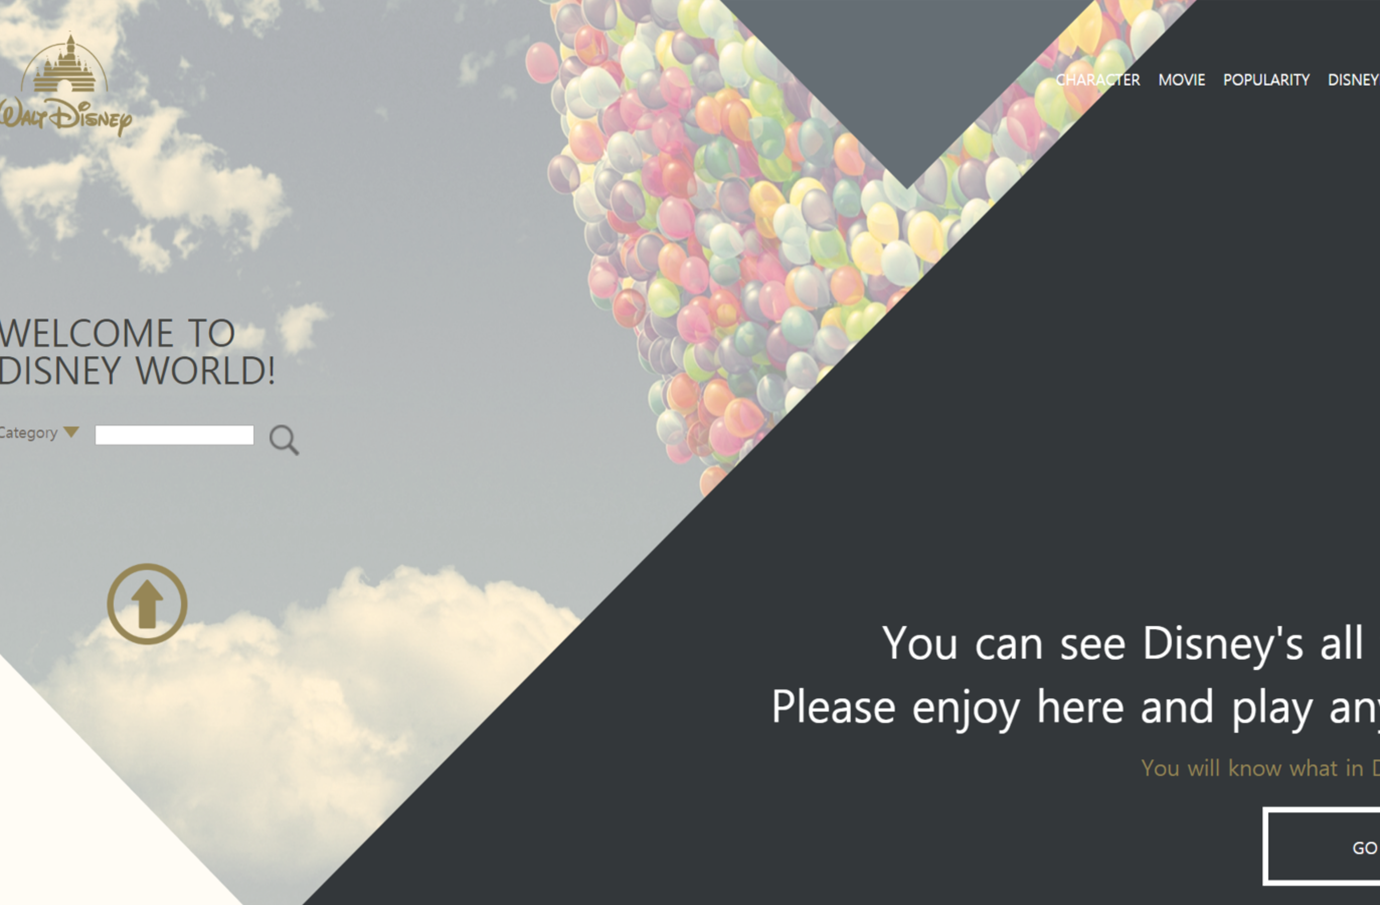 WALT DISNEY
CHARACTER MOVIE POPULARITY DISNEY
WELCOME TO
DISNEY WORLD!
Category
You can see Disney's all
Please enjoy here and play any
You will know what in D
GO